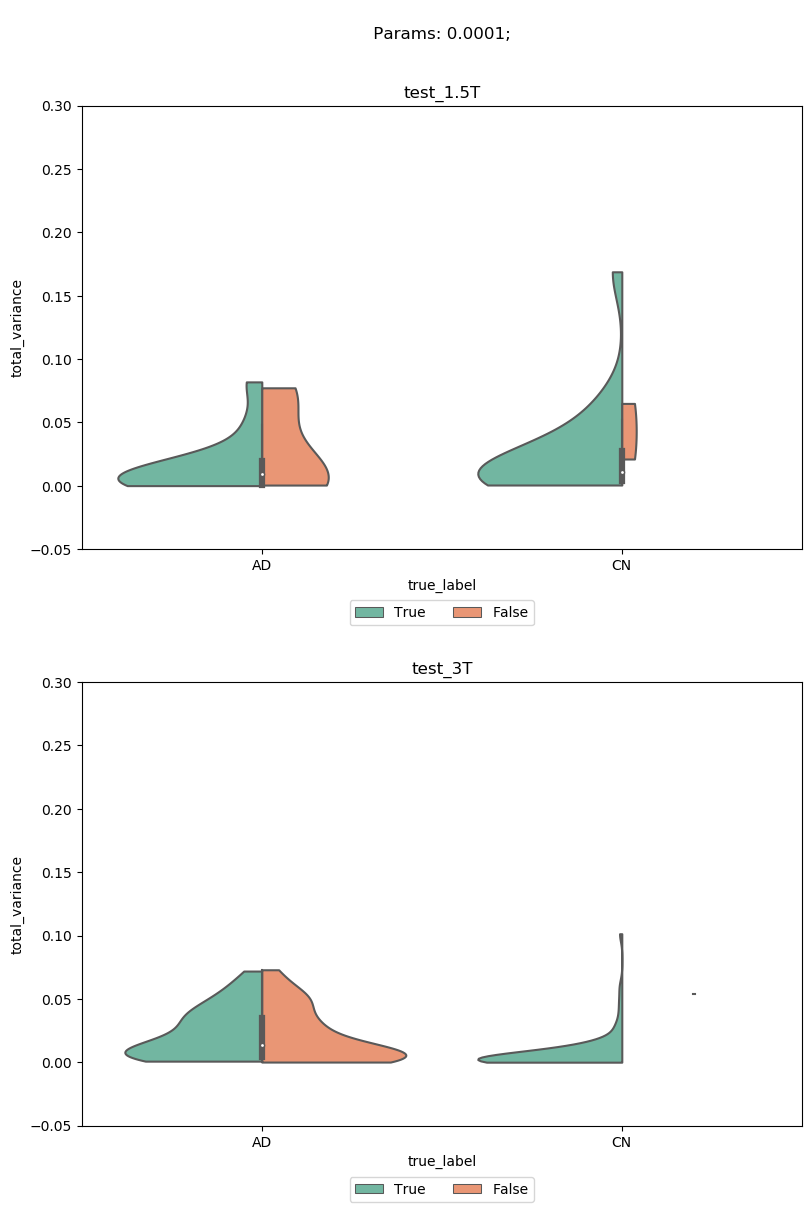 Params: 0.0001;
test_1.5T
0.30
0.25
0.20
0.15
0.10
0.05
0.00
−0.05
total_variance
AD CN
true_label
True False
test_3T
0.30
0.25
0.20
0.15
0.10
0.05
0.00
−0.05
total_variance
AD CN
true_label
True False